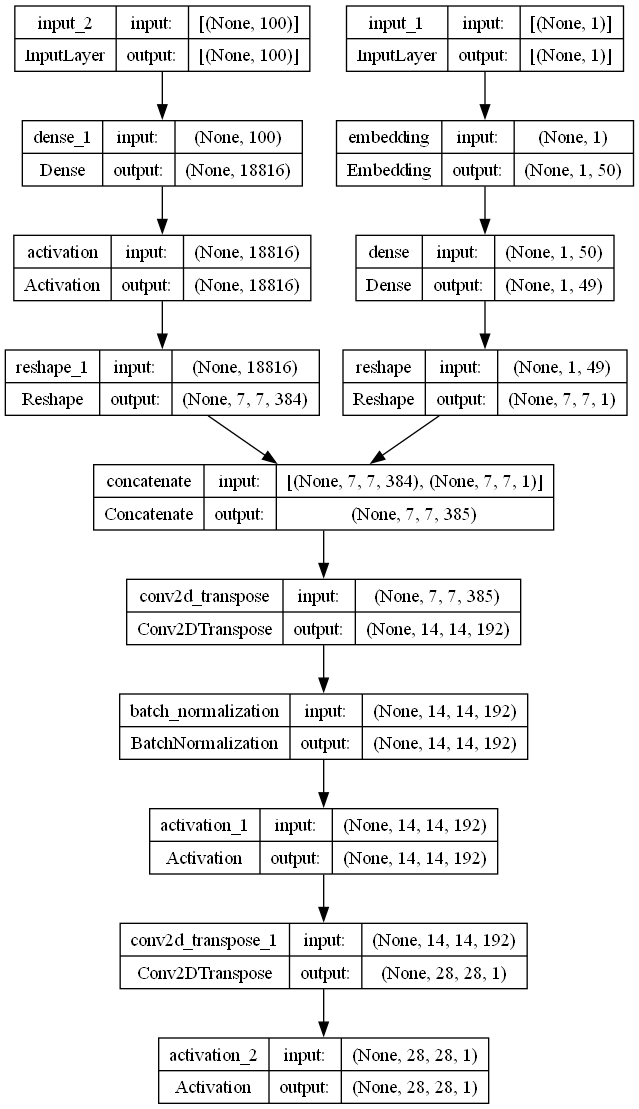 input_2 input: [(None, 100)]
InputLayer output: [(None, 100)]
input_1 input: [(None, 1)]
InputLayer output: [(None, 1)]
dense_1 input: (None, 100)
Dense output: (None, 18816)
embedding input: (None, 1)
Embedding output: (None, 1, 50)
activation input: (None, 18816)
Activation output: (None, 18816)
dense input: (None, 1, 50)
Dense output: (None, 1, 49)
reshape_1 input: (None, 18816)
Reshape output: (None, 7, 7, 384)
reshape input: (None, 1, 49)
Reshape output: (None, 7, 7, 1)
concatenate input: [(None, 7, 7, 384), (None, 7, 7, 1)]
Concatenate output: (None, 7, 7, 385)
conv2d_transpose input: (None, 7, 7, 385)
Conv2DTranspose output: (None, 14, 14, 192)
batch_normalization input: (None, 14, 14, 192)
BatchNormalization output: (None, 14, 14, 192)
activation_1 input: (None, 14, 14, 192)
Activation output: (None, 14, 14, 192)
conv2d_transpose_1 input: (None, 14, 14, 192)
Conv2DTranspose output: (None, 28, 28, 1)
activation_2 input: (None, 28, 28, 1)
Activation output: (None, 28, 28, 1)